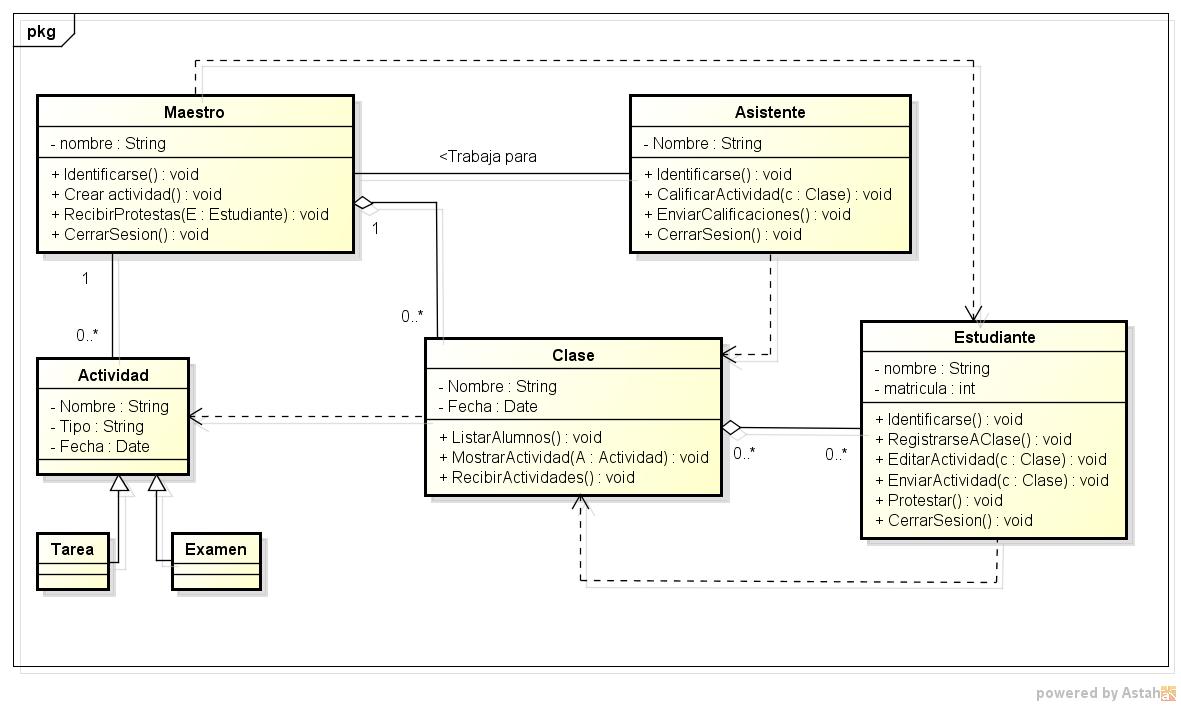 pkg
Maestro
- nombre : String
+ Identificarse() : void
+ Crear actividad() : void
+ RecibirProtestas(E : Estudiante) : void
+ CerrarSesion() : void
<Trabaja para
Asistente
- Nombre : String
+ Identificarse() : void
+ CalificarActividad(c : Clase) : void
+ EnviarCalificaciones() : void
+ CerrarSesion() : void
1
1
0..*
0..*
Actividad
- Nombre : String
- Tipo : String
- Fecha : Date
Clase
- Nombre : String
- Fecha : Date
+ ListarAlumnos() : void
+ MostrarActividad(A : Actividad) : void
+ RecibirActividades() : void
0..*
0..*
Estudiante
- nombre : String
- matricula : int
+ Identificarse() : void
+ RegistrarseAClase() : void
+ EditarActividad(c : Clase) : void
+ EnviarActividad(c : Clase) : void
+ Protestar() : void
+ CerrarSesion() : void
Tarea
Examen
powered by Astah